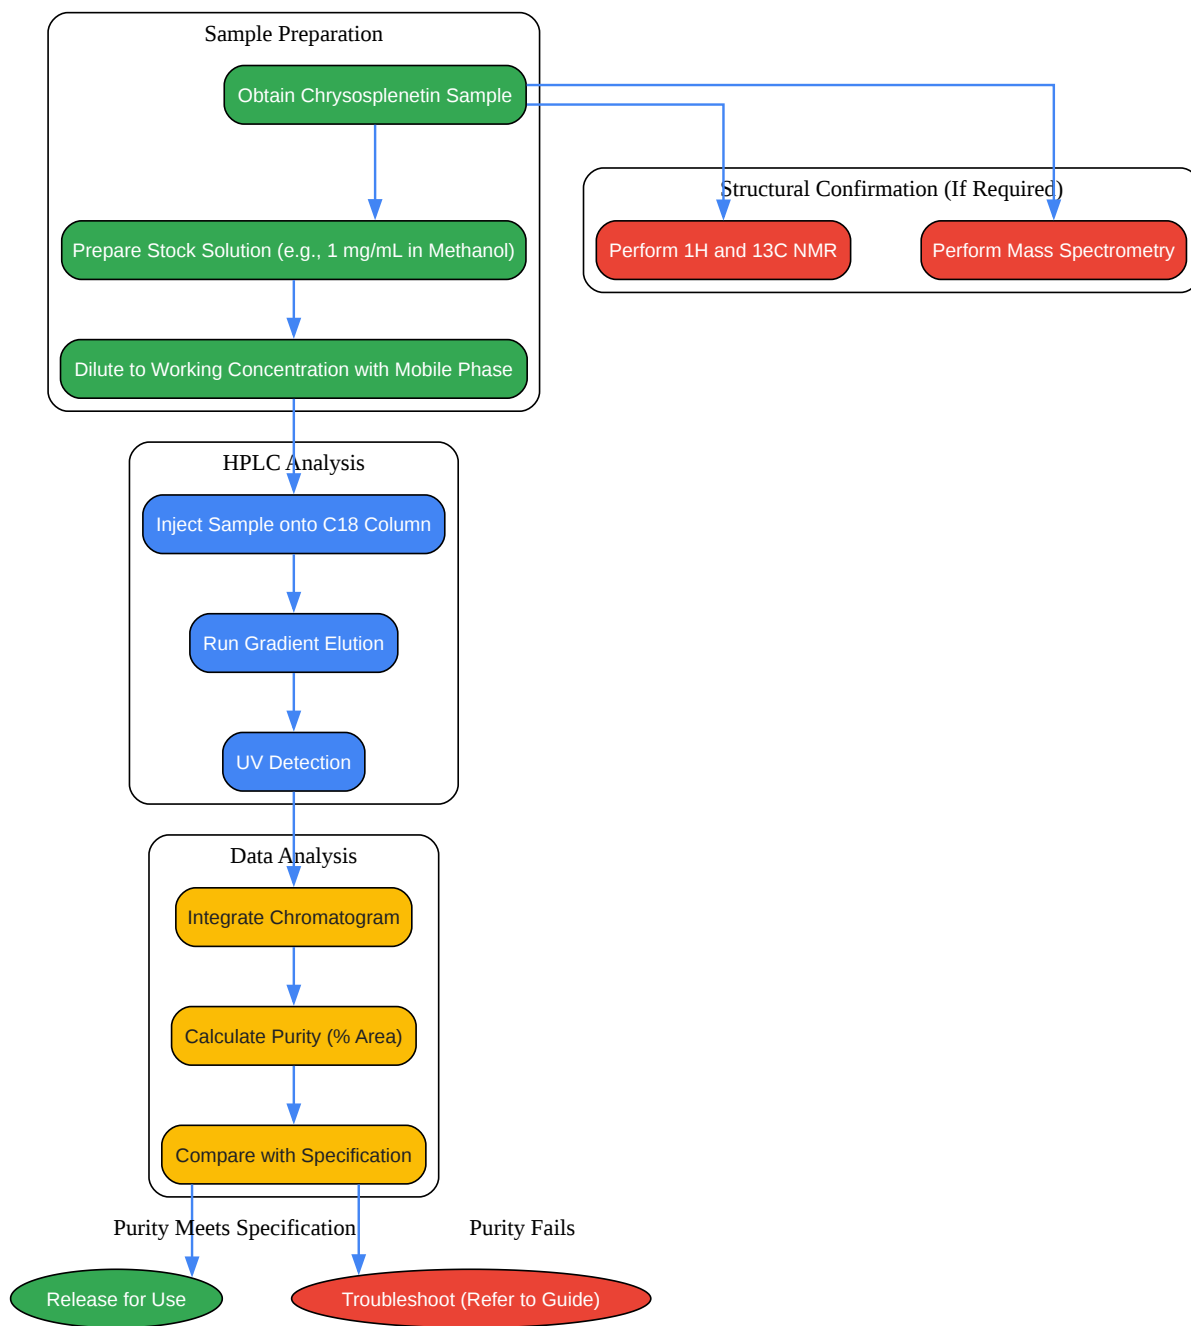 Sample Preparation
Obtain Chrysosplenetin Sample
Structural Confirmation (If Required)
Prepare Stock Solution (e.g., 1 mg/mL in Methanol)
Perform 1H and 13C NMR
Perform Mass Spectrometry
Dilute to Working Concentration with Mobile Phase
HPLC Analysis
Inject Sample onto C18 Column
Run Gradient Elution
UV Detection
Data Analysis
Integrate Chromatogram
Calculate Purity (% Area)
Compare with Specification
Purity Meets Specification
Purity Fails
Release for Use
Troubleshoot (Refer to Guide)